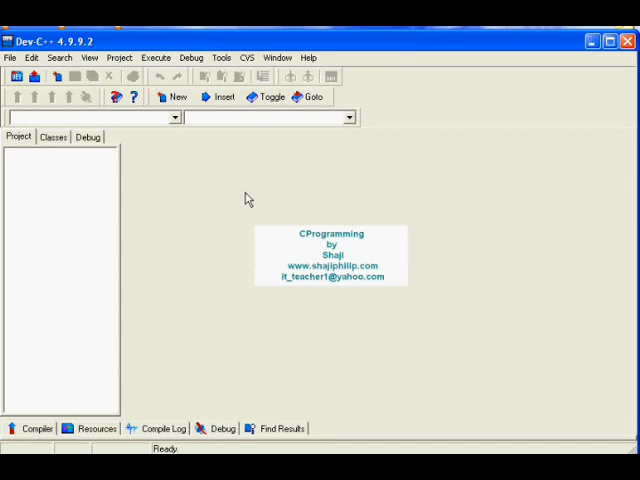 Dev-C++ 4.9.9.2
File Edit Search View Project Execute Debug Tools CVS Window Help
New Insert Toggle Goto
Project Classes Debug
CProgramming
by
Shaji
www.shajiphilip.com
it_teacher1@yahoo.com
Compiler Resources Compile Log Debug Find Results
Ready.